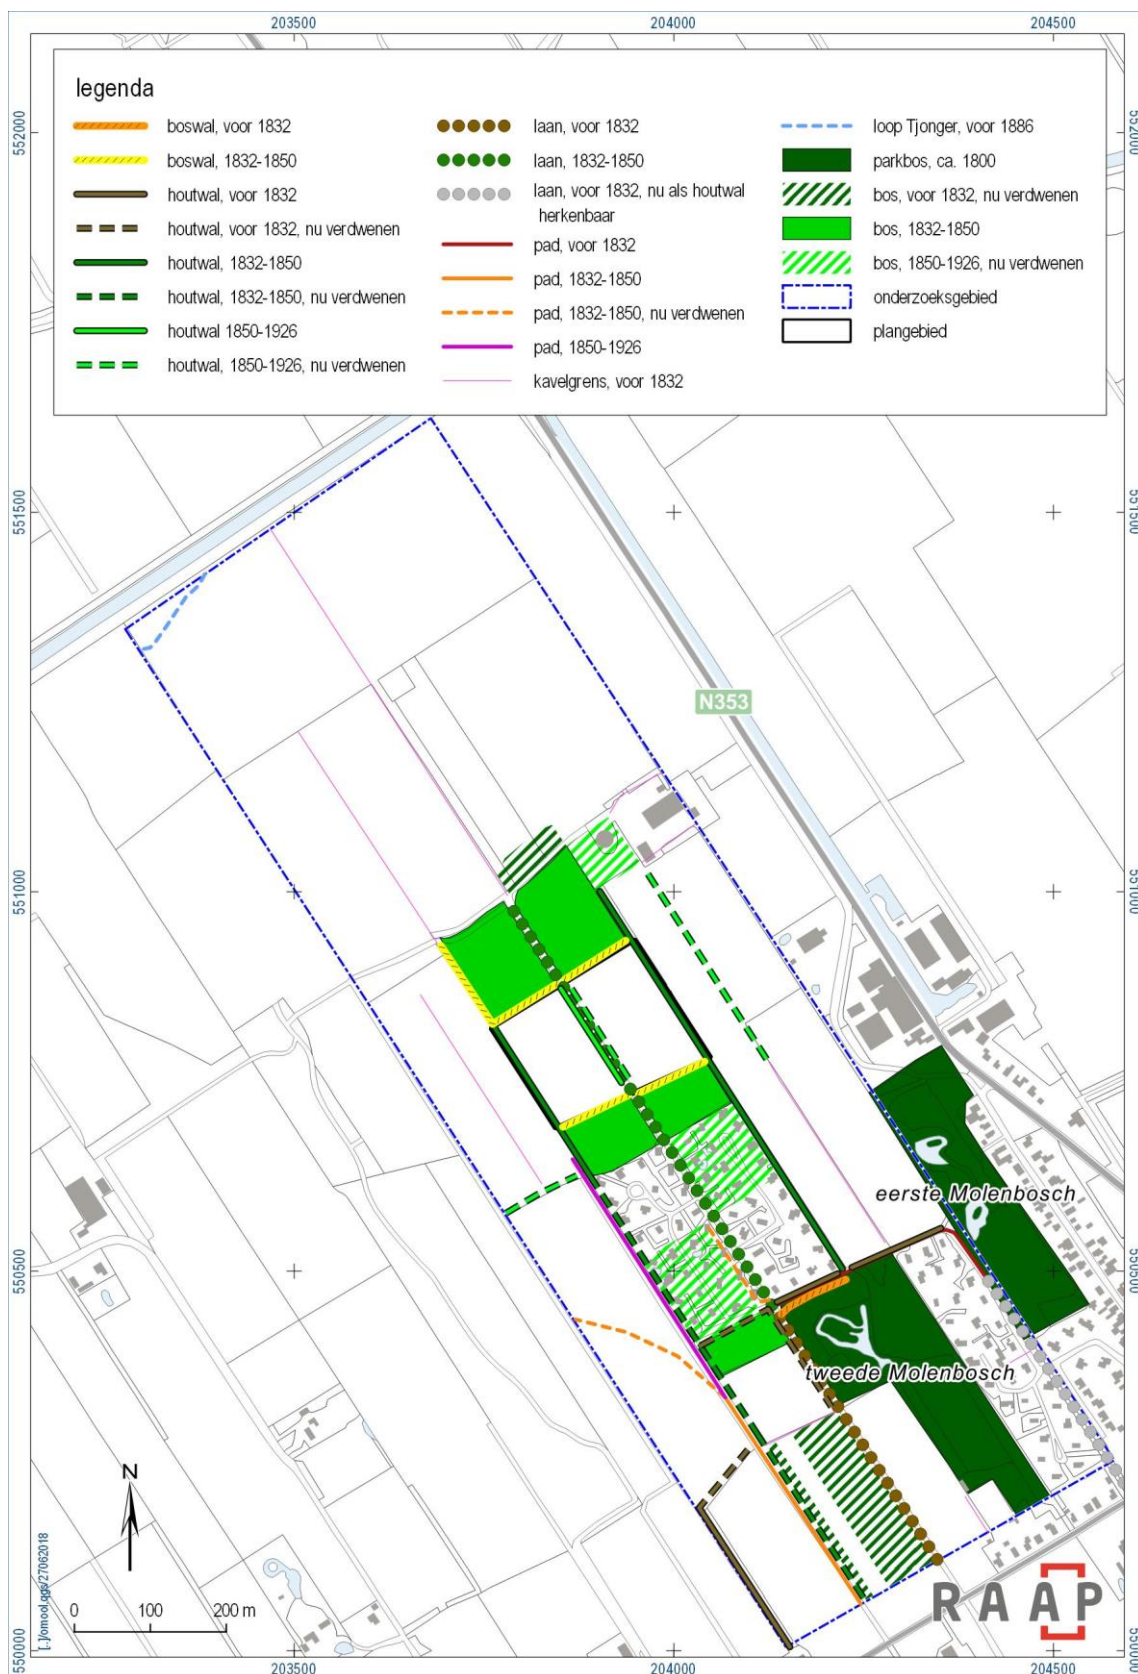 203500
204000
204500
legenda
boswal, voor 1832
boswal, 1832-1850
houtwal, voor 1832
houtwal, voor 1832, nu verdwenen
houtwal, 1832-1850
houtwal, 1832-1850, nu verdwenen
houtwal 1850-1926
houtwal, 1850-1926, nu verdwenen
laan, voor 1832
laan, 1832-1850
laan, voor 1832, nu als houtwal
herkenbaar
pad, voor 1832
pad, 1832-1850
pad, 1832-1850, nu verdwenen
pad, 1850-1926
kavelgrens, voor 1832
loop Tjonger, voor 1886
parkbos, ca. 1800
bos, voor 1832, nu verdwenen
bos, 1832-1850
bos, 1850-1926, nu verdwenen
onderzoeksgebied
plangebied
552000
552000
551500
551500
N353
551000
551000
eerste Molenbosch
550500
550500
tweede Molenbosch
N
0 100 200 m
RAAP
550000
550000
203500
204000
204500